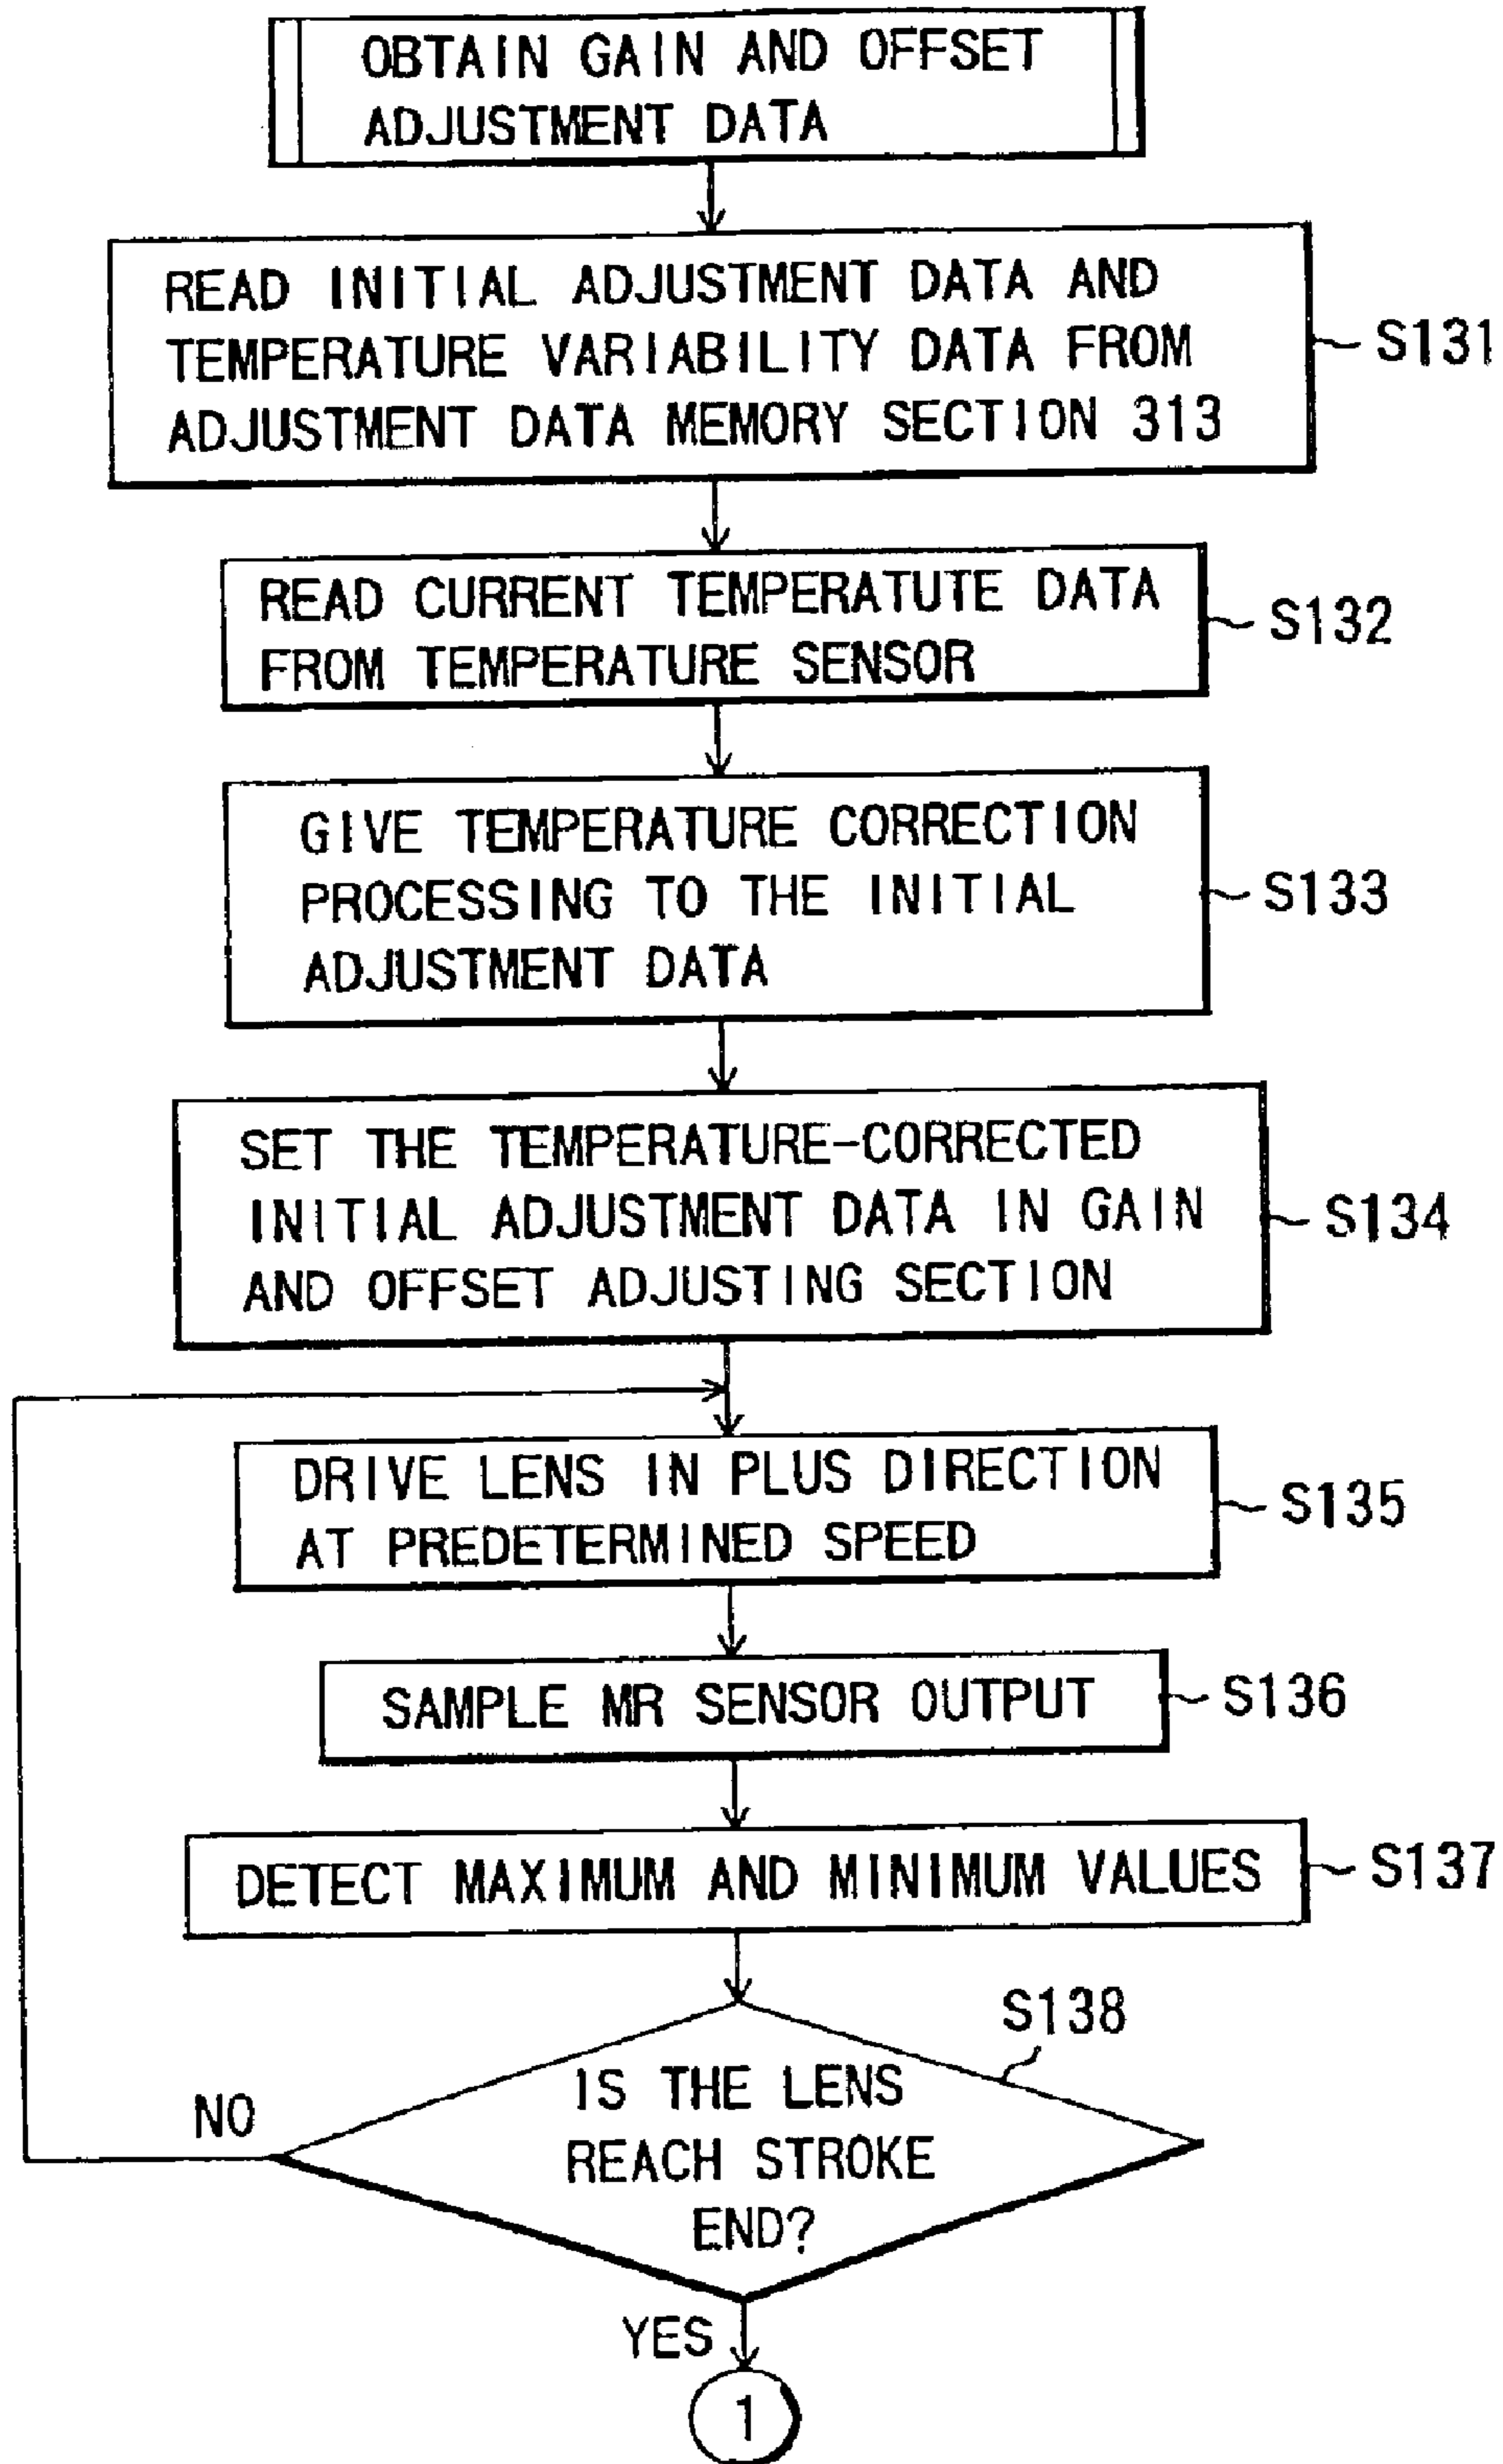 OBTAIN GAIN AND OFFSET
ADJUSTMENT DATA
READ INITIAL ADJUSTMENT DATA AND
TEMPERATURE VARIABILITY DATA FROM
ADJUSTMENT DATA MEMORY SECTION 313
S131
READ CURRENT TEMPERATUTE DATA
FROM TEMPERATURE SENSOR
S132
GIVE TEMPERATURE CORRECTION
PROCESSING TO THE INITIAL
ADJUSTMENT DATA
S133
SET THE TEMPERATURE-CORRECTED
INITIAL ADJUSTMENT DATA IN GAIN
AND OFFSET ADJUSTING SECTION
S134
DRIVE LENS IN PLUS DIRECTION
AT PREDETERMINED SPEED
S135
SAMPLE MR SENSOR OUTPUT
S136
DETECT MAXIMUM AND MINIMUM VALUES
S137
S138
IS THE LENS
REACH STROKE
END?
NO
YES
1